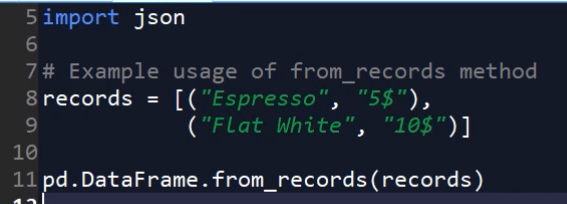 5 import json
6
7 # Example usage of from_records method
8 records = [("Espresso", "5$"),
9            ("Flat White", "10$")]
10
11 pd.DataFrame.from_records(records)
12